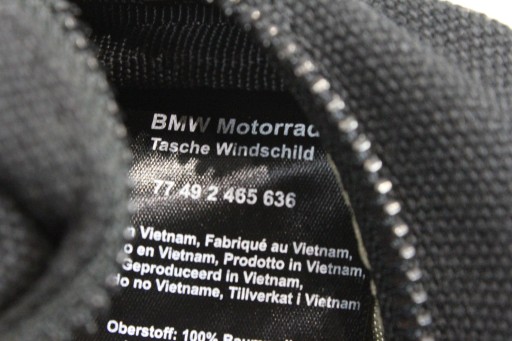 BMW Motorrad
Tasche Windschild
77 49 2 465 636
in Vietnam, Fabriqué au Vietnam,
o en Vietnam, Prodotto in Vietnam,
Geproduceerd in Vietnam,
do no Vietname, Tillverkat i Vietnam
Oberstoff: 100%